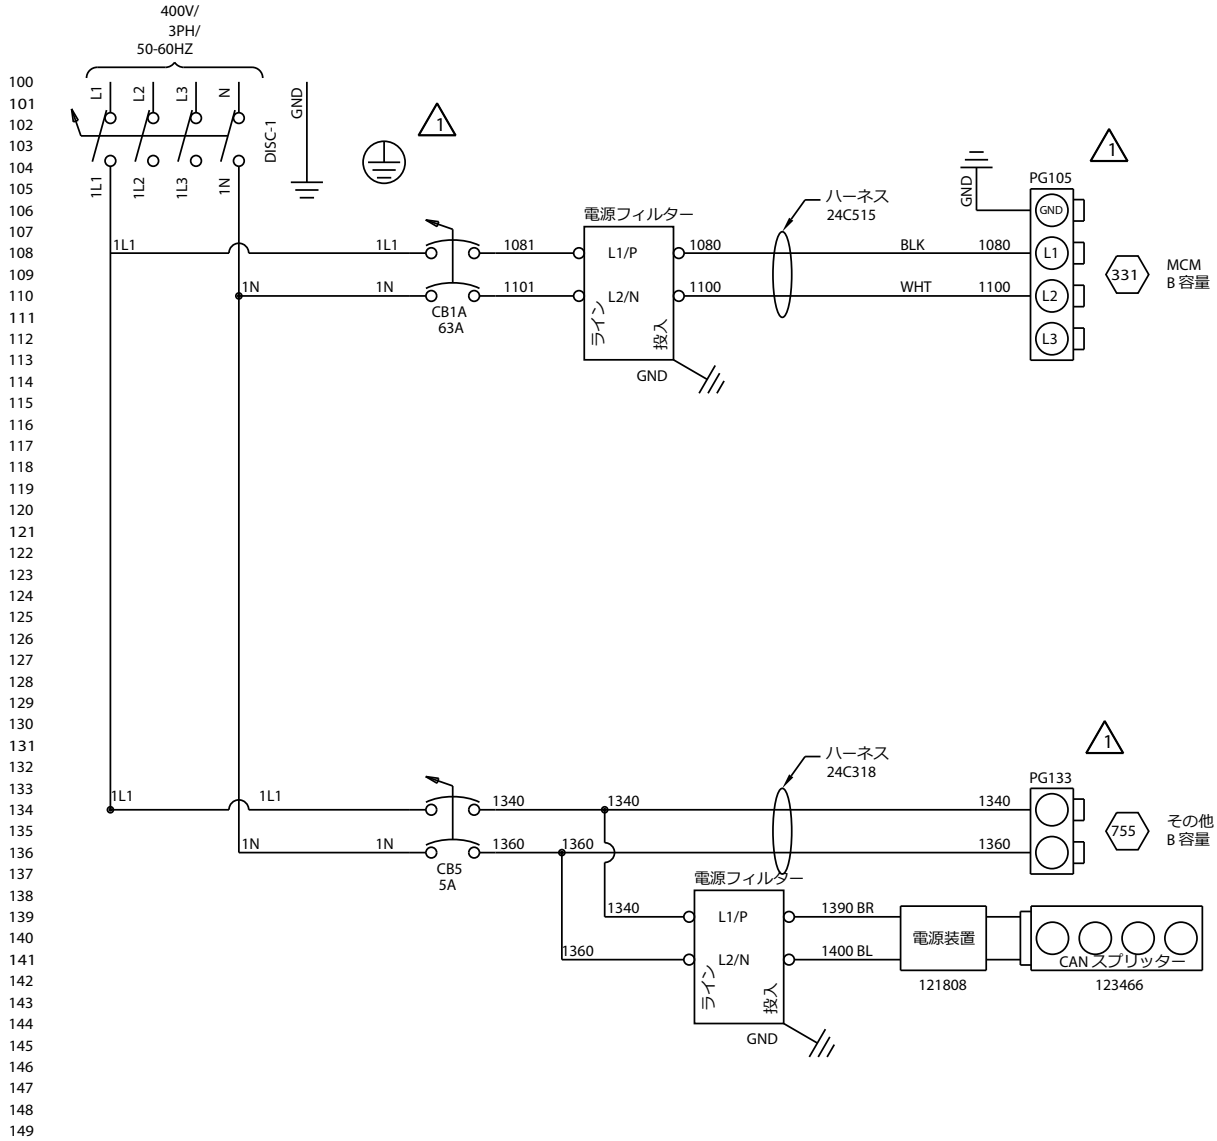 400V/
3PH/
50-60HZ
100
101
102
103
104
105
106
107
108
109
110
111
112
113
114
115
116
117
118
119
120
121
122
123
124
125
126
127
128
129
130
131
132
133
134
135
136
137
138
139
140
141
142
143
144
145
146
147
148
149
L1
L2
L3
N
GND
DISC-1
1L1
1L2
1L3
1N
1
1L1
1L1
1N
1N
CB1A
63A
1081
1101
電源フィルター
L1/P
L2/N
ライン
投入
GND
1080
1100
ハーネス
24C515
BLK
WHT
1080
1100
GND
PG105
GND
L1
L2
L3
1
331
MCM
B 容量
1L1
1L1
1N
1N
CB5
5A
1340
1340
1360
1360
ハーネス
24C318
1340
1360
PG133
1
755
その他
B 容量
電源フィルター
1340
1360
L1/P
L2/N
ライン
投入
GND
1390 BR
1400 BL
電源装置
121808
CAN スプリッター
123466